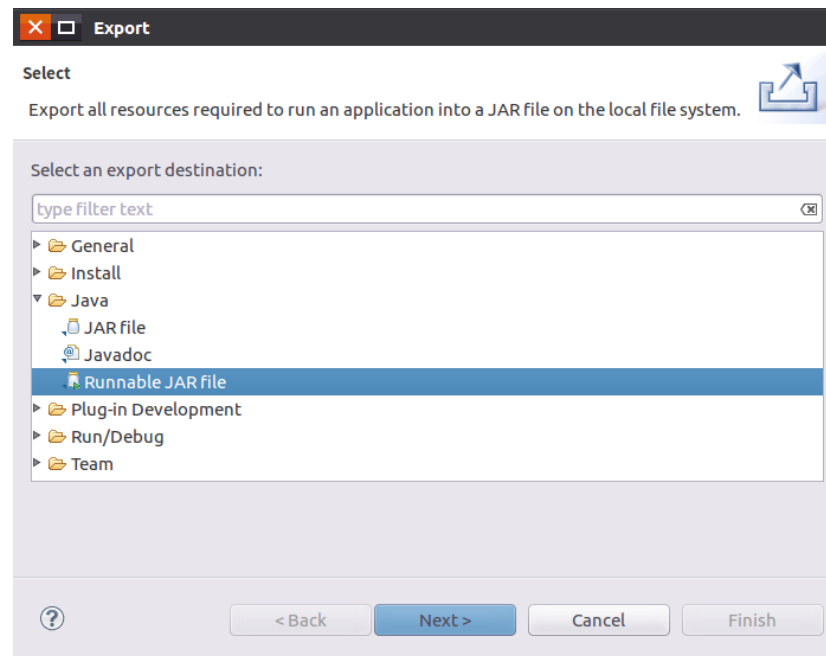 Export
Select
Export all resources required to run an application into a JAR file on the local file system.
Select an export destination:
type filter text
General
Install
Java
JAR file
Javadoc
Runnable JAR file
Plug-in Development
Run/Debug
Team
? < Back Next > Cancel Finish